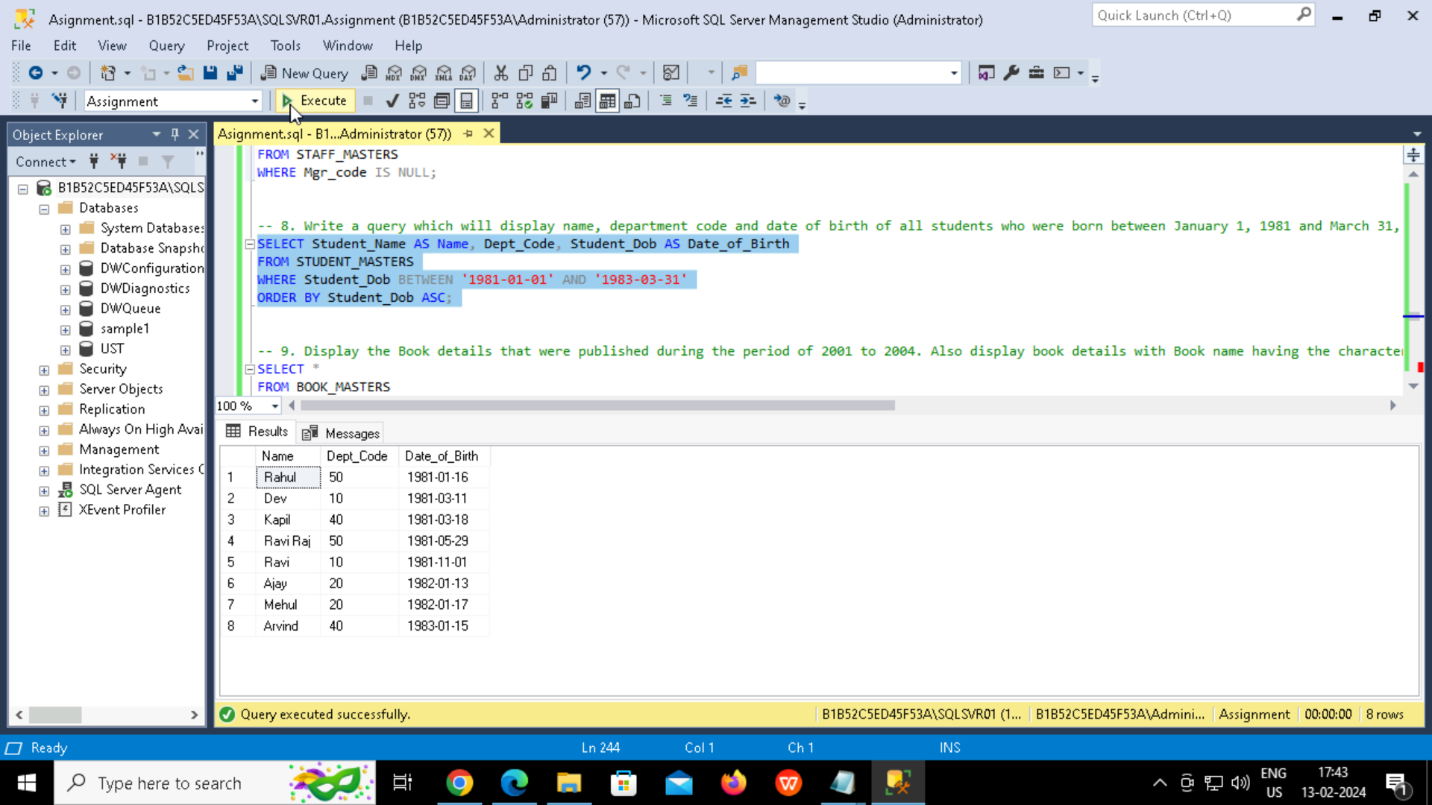 Assignment.sql - B1B52C5ED45F53A\SQLSVR01.Assignment (B1B52C5ED45F53A\Administrator (57)) - Microsoft SQL Server Management Studio (Administrator)
Quick Launch (Ctrl+Q)
File Edit View Query Project Tools Window Help
New Query
MDX DMX XMLA DAX
Assignment
Execute
Object Explorer
Asignment.sql - B1...Administrator (57))
Connect
B1B52C5ED45F53A\SQLS
Databases
System Databases
Database Snapsho
DWConfiguration
DWDiagnostics
DWQueue
sample1
UST
Security
Server Objects
Replication
Always On High Avai
Management
Integration Services C
SQL Server Agent
XEvent Profiler
FROM STAFF_MASTERS
WHERE Mgr_code IS NULL;
-- 8. Write a query which will display name, department code and date of birth of all students who were born between January 1, 1981 and March 31,
SELECT Student_Name AS Name, Dept_Code, Student_Dob AS Date_of_Birth
FROM STUDENT_MASTERS
WHERE Student_Dob BETWEEN '1981-01-01' AND '1983-03-31'
ORDER BY Student_Dob ASC;
-- 9. Display the Book details that were published during the period of 2001 to 2004. Also display book details with Book name having the characte
SELECT *
FROM BOOK_MASTERS
100 %
Results Messages
Name Dept_Code Date_of_Birth
1 Rahul 50 1981-01-16
2 Dev 10 1981-03-11
3 Kapil 40 1981-03-18
4 Ravi Raj 50 1981-05-29
5 Ravi 10 1981-11-01
6 Ajay 20 1982-01-13
7 Mehul 20 1982-01-17
8 Arvind 40 1983-01-15
Query executed successfully.
B1B52C5ED45F53A\SQLSVR01 (1... B1B52C5ED45F53A\Admini... Assignment 00:00:00 8 rows
Ready Ln 244 Col 1 Ch 1 INS
Type here to search
ENG
US
17:43
13-02-2024
1